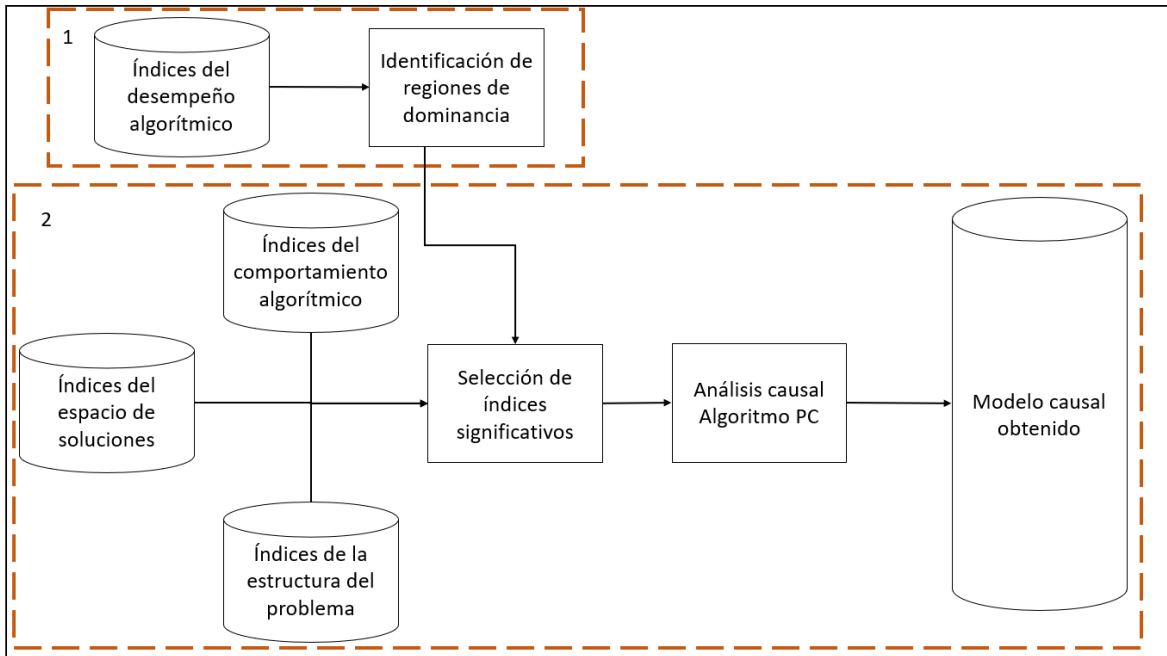 1
Índices del
desempeño
algorítmico
Identificación de
regiones de
dominancia
2
Índices del
comportamiento
algorítmico
Índices del
espacio de
soluciones
Índices de la
estructura del
problema
Selección de
índices
significativos
Análisis causal
Algoritmo PC
Modelo causal
obtenido